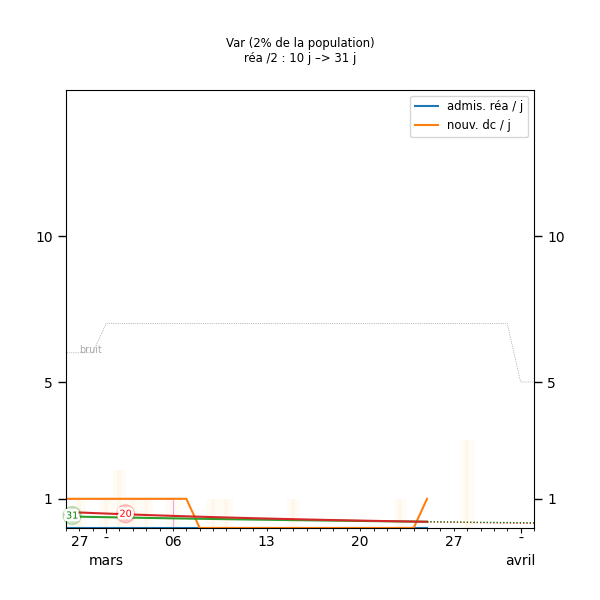 Var (2% de la population)
réa /2 : 10 j –> 31 j
admis. réa / j
nouv. dc / j
10
10
bruit
5
5
1
1
31
20
27
-
06
13
20
27
-
mars
avril